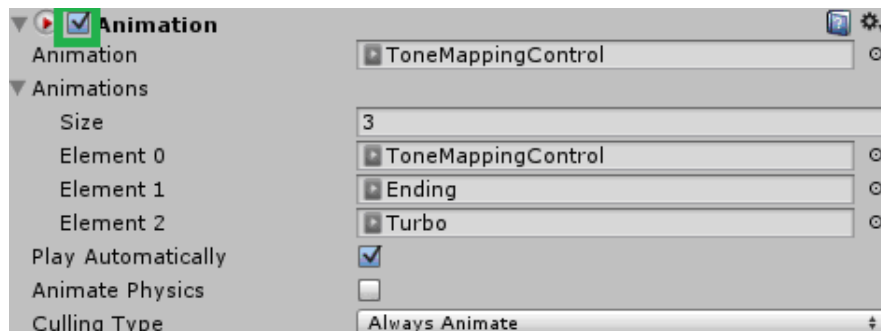 Animation
Animation ToneMappingControl
Animations
Size 3
Element 0 ToneMappingControl
Element 1 Ending
Element 2 Turbo
Play Automatically
Animate Physics
Culling Type Always Animate